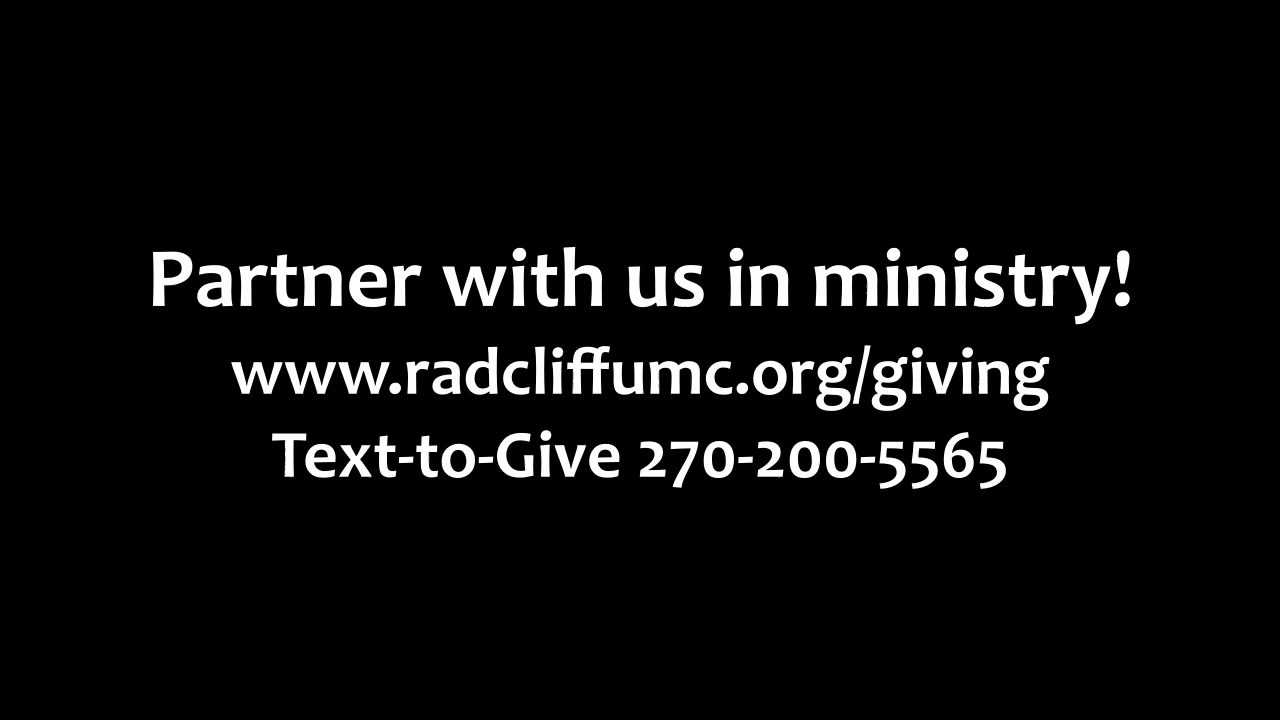 Partner with us in ministry!
www.radcliffumc.org/giving
Text-to-Give 270-200-5565